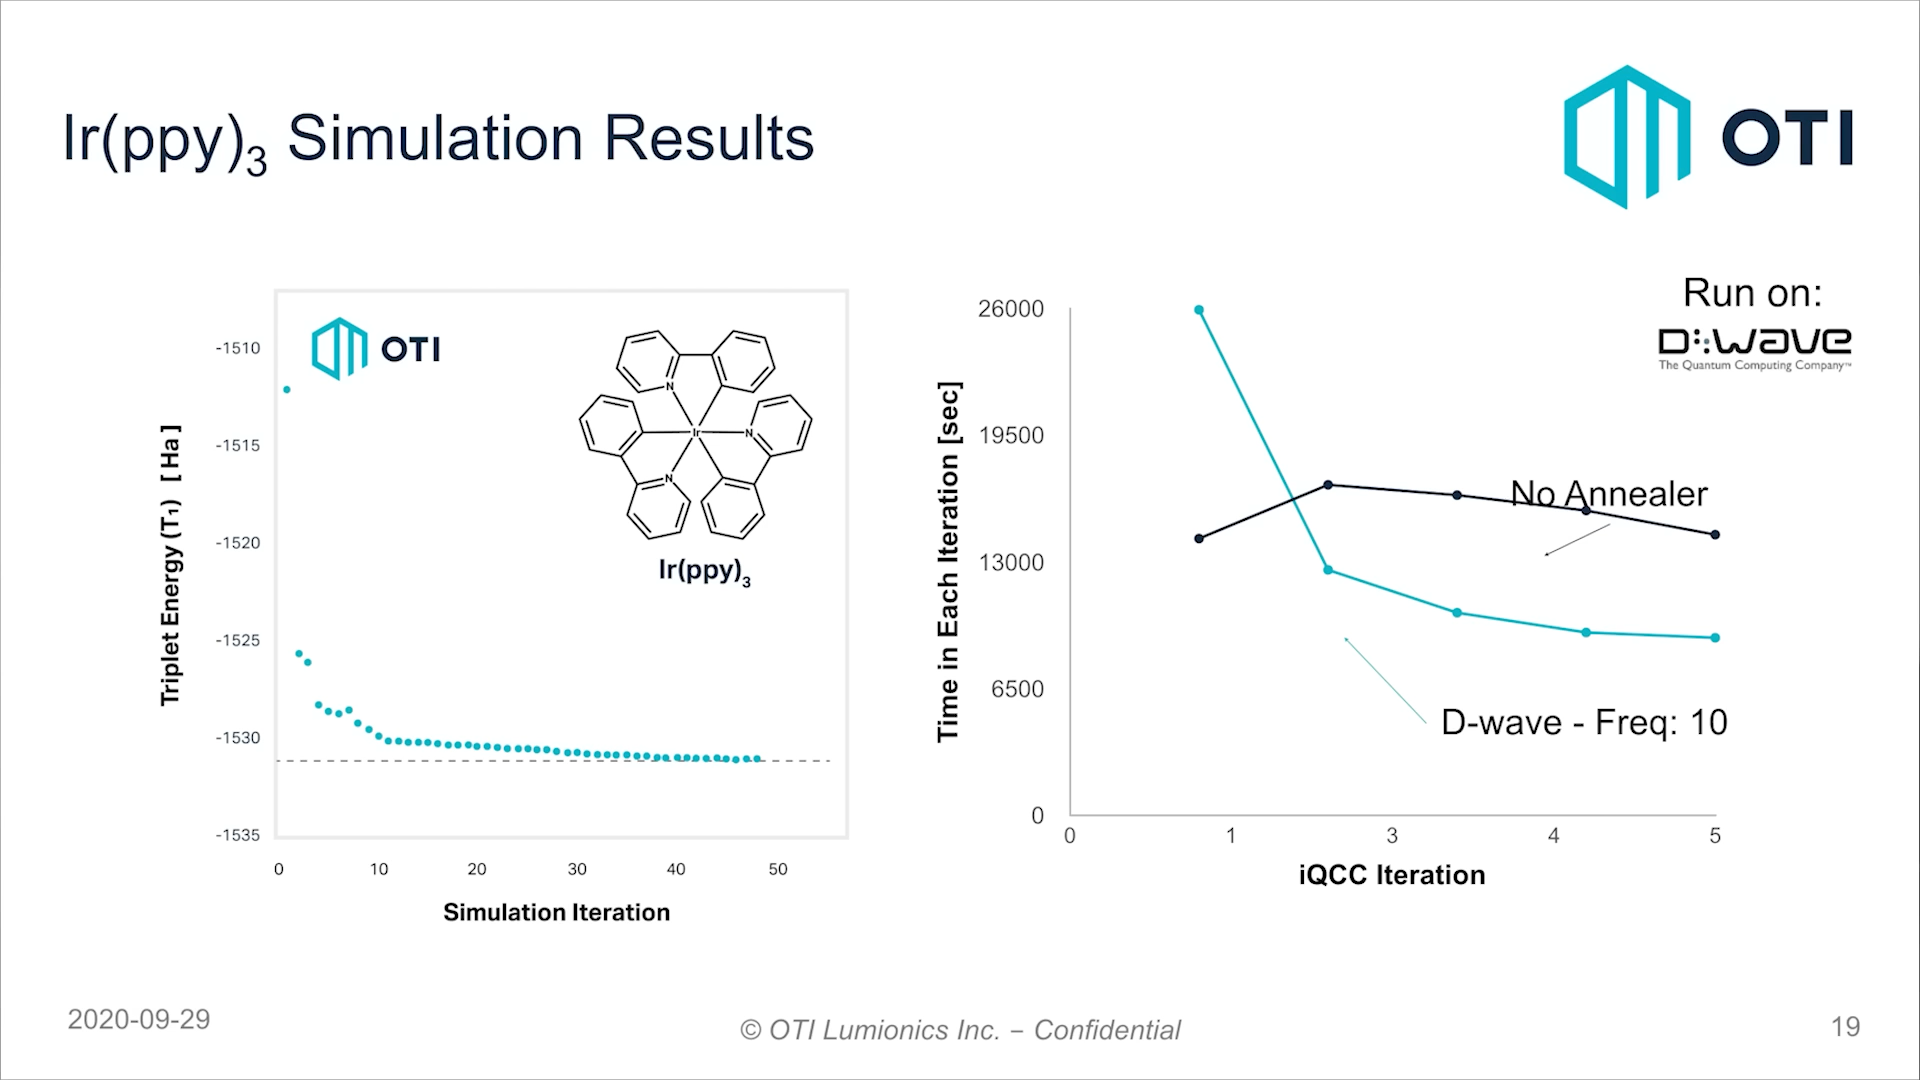 Ir(ppy)3 Simulation Results
OTI
OTI
-1510
-1515
-1520
-1525
-1530
-1535
Triplet Energy (T1) [Ha]
N
Ir
N
N
Ir(ppy)3
0 10 20 30 40 50
Simulation Iteration
Run on:
D:wave
The Quantum Computing Company™
26000
19500
13000
6500
0
Time in Each Iteration [sec]
No Annealer
D-wave - Freq: 10
0 1 3 4 5
iQCC Iteration
2020-09-29
© OTI Lumionics Inc. – Confidential
19